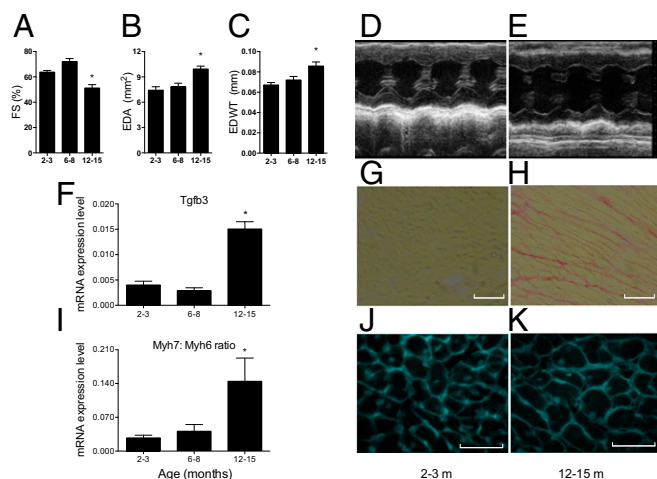 A
B
C
D
E
80
60
40
20
0
FS (%)
*
2-3
6-8
12-15
12
9
6
3
0
EDA (mm²)
*
2-3
6-8
12-15
0.12
0.10
0.08
0.06
0.04
0.02
0.00
EDWT (mm)
*
2-3
6-8
12-15
F
Tgfb3
mRNA expression level
0.020
0.015
0.010
0.005
0.000
*
2-3
6-8
12-15
G
H
I
Myh7: Myh6 ratio
mRNA expression level
0.210
0.140
0.070
0.000
*
2-3
6-8
12-15
Age (months)
J
K
2-3 m
12-15 m